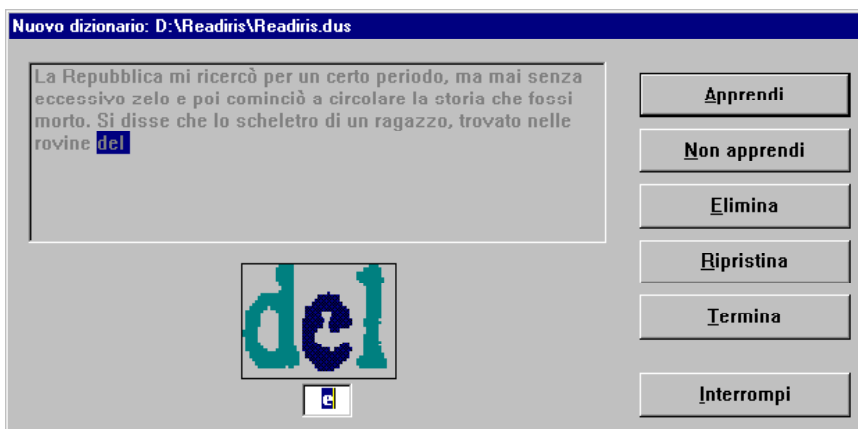 Nuovo dizionario: D:\Readiris\Readiris.dus
La Repubblica mi ricercò per un certo periodo, ma mai senza
eccessivo zelo e poi cominciò a circolare la storia che fossi
morto. Si disse che lo scheletro di un ragazzo, trovato nelle
rovine del
Apprendi
Non apprendi
Elimina
Ripristina
Termina
Interrompi
del
e